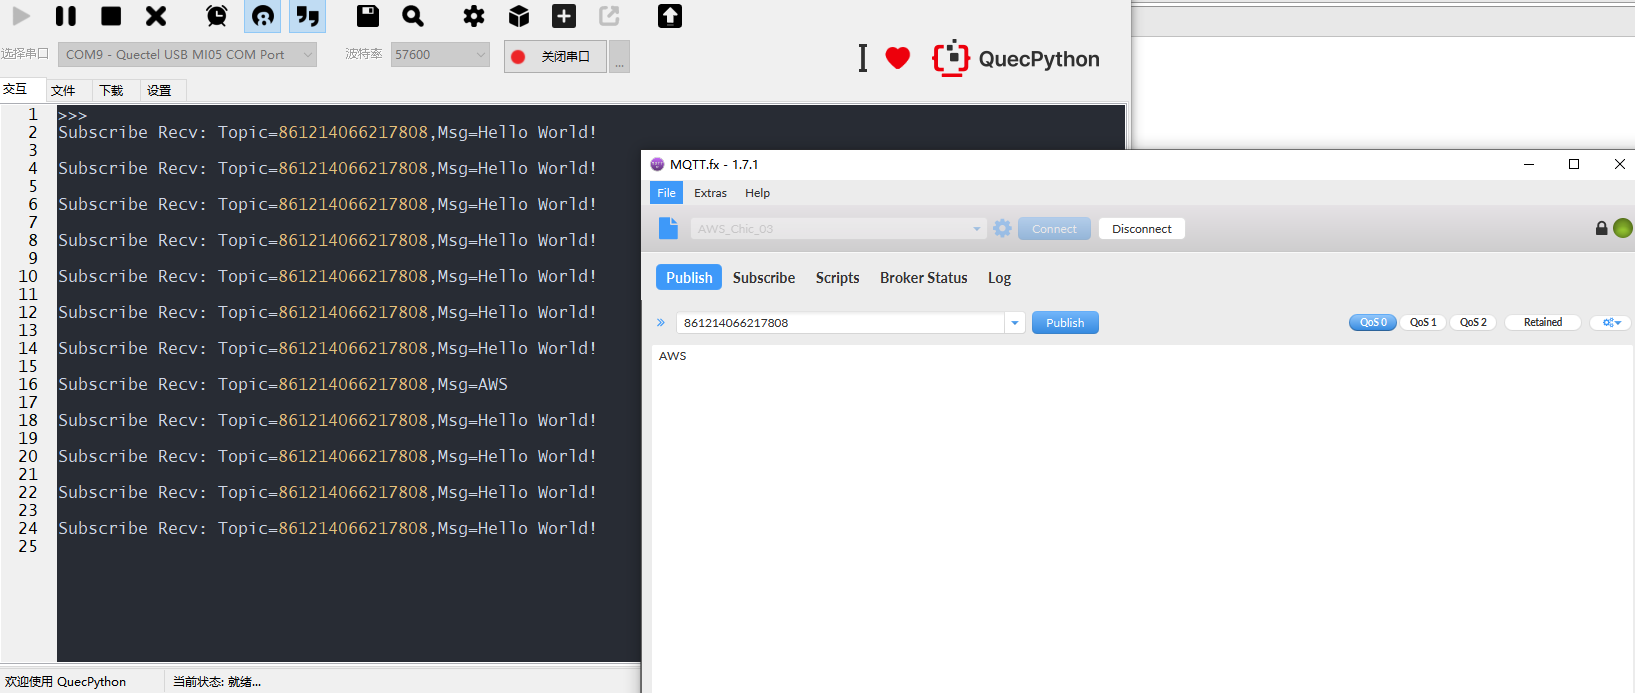 选择串口 COM9 - Quectel USB MI05 COM Port 波特率 57600 关闭串口 ... I QuecPython
交互 文件 下载 设置
1 >>>
2 Subscribe Recv: Topic=861214066217808,Msg=Hello World!
3
4 Subscribe Recv: Topic=861214066217808,Msg=Hello World!
5
6 Subscribe Recv: Topic=861214066217808,Msg=Hello World!
7
8 Subscribe Recv: Topic=861214066217808,Msg=Hello World!
9
10 Subscribe Recv: Topic=861214066217808,Msg=Hello World!
11
12 Subscribe Recv: Topic=861214066217808,Msg=Hello World!
13
14 Subscribe Recv: Topic=861214066217808,Msg=Hello World!
15
16 Subscribe Recv: Topic=861214066217808,Msg=AWS
17
18 Subscribe Recv: Topic=861214066217808,Msg=Hello World!
19
20 Subscribe Recv: Topic=861214066217808,Msg=Hello World!
21
22 Subscribe Recv: Topic=861214066217808,Msg=Hello World!
23
24 Subscribe Recv: Topic=861214066217808,Msg=Hello World!
25
欢迎使用 QuecPython 当前状态: 就绪...
MQTT.fx - 1.7.1
File Extras Help
AWS_Chic_03 Connect Disconnect
Publish Subscribe Scripts Broker Status Log
861214066217808 Publish QoS 0 QoS 1 QoS 2 Retained
AWS